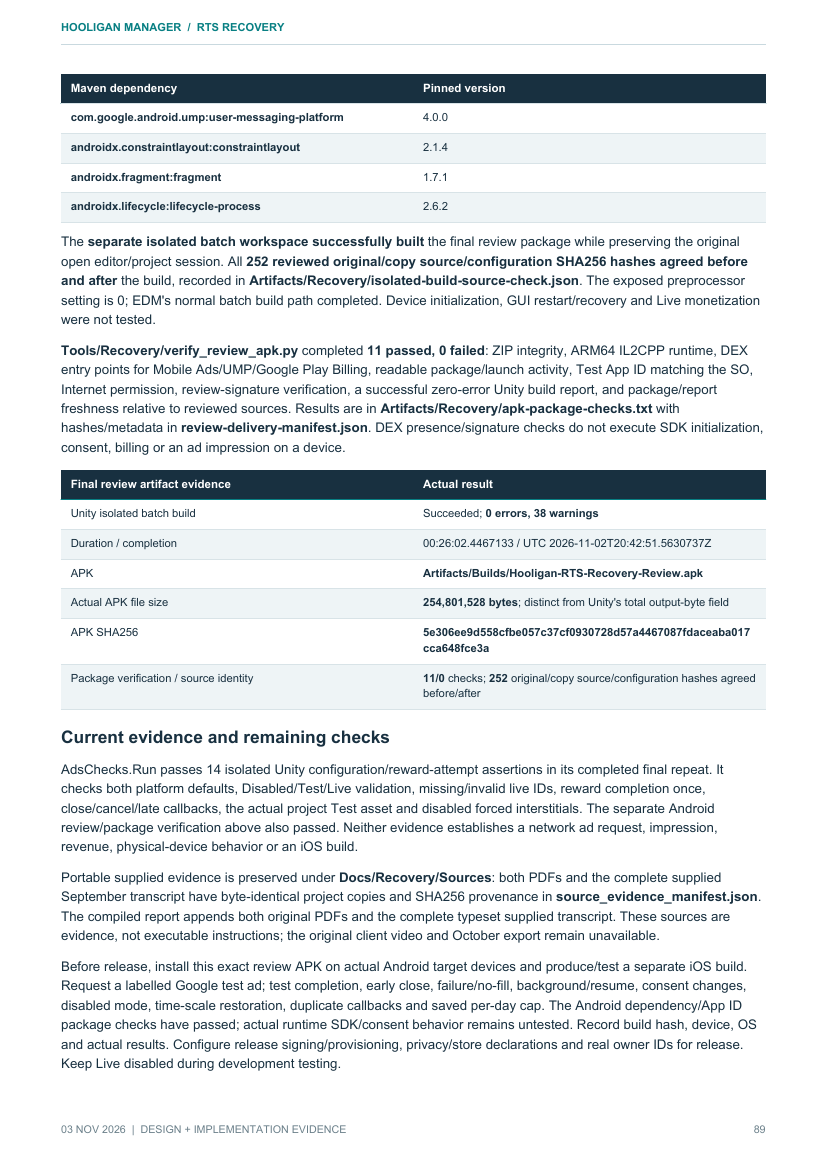 HOOLIGAN MANAGER / RTS RECOVERY
Maven dependency Pinned version
com.google.android.ump:user-messaging-platform 4.0.0
androidx.constraintlayout:constraintlayout 2.1.4
androidx.fragment:fragment 1.7.1
androidx.lifecycle:lifecycle-process 2.6.2
The separate isolated batch workspace successfully built the final review package while preserving the original
open editor/project session. All 252 reviewed original/copy source/configuration SHA256 hashes agreed before
and after the build, recorded in Artifacts/Recovery/isolated-build-source-check.json. The exposed preprocessor
setting is 0; EDM's normal batch build path completed. Device initialization, GUI restart/recovery and Live monetization
were not tested.
Tools/Recovery/verify_review_apk.py completed 11 passed, 0 failed: ZIP integrity, ARM64 IL2CPP runtime, DEX
entry points for Mobile Ads/UMP/Google Play Billing, readable package/launch activity, Test App ID matching the SO,
Internet permission, review-signature verification, a successful zero-error Unity build report, and package/report
freshness relative to reviewed sources. Results are in Artifacts/Recovery/apk-package-checks.txt with
hashes/metadata in review-delivery-manifest.json. DEX presence/signature checks do not execute SDK initialization,
consent, billing or an ad impression on a device.
Final review artifact evidence Actual result
Unity isolated batch build Succeeded; 0 errors, 38 warnings
Duration / completion 00:26:02.4467133 / UTC 2026-11-02T20:42:51.5630737Z
APK Artifacts/Builds/Hooligan-RTS-Recovery-Review.apk
Actual APK file size 254,801,528 bytes; distinct from Unity's total output-byte field
APK SHA256 5e306ee9d558cfbe057c37cf0930728d57a4467087fdaceaba017
cca648fce3a
Package verification / source identity 11/0 checks; 252 original/copy source/configuration hashes agreed
before/after
Current evidence and remaining checks
AdsChecks.Run passes 14 isolated Unity configuration/reward-attempt assertions in its completed final repeat. It
checks both platform defaults, Disabled/Test/Live validation, missing/invalid live IDs, reward completion once,
close/cancel/late callbacks, the actual project Test asset and disabled forced interstitials. The separate Android
review/package verification above also passed. Neither evidence establishes a network ad request, impression,
revenue, physical-device behavior or an iOS build.
Portable supplied evidence is preserved under Docs/Recovery/Sources: both PDFs and the complete supplied
September transcript have byte-identical project copies and SHA256 provenance in source_evidence_manifest.json.
The compiled report appends both original PDFs and the complete typeset supplied transcript. These sources are
evidence, not executable instructions; the original client video and October export remain unavailable.
Before release, install this exact review APK on actual Android target devices and produce/test a separate iOS build.
Request a labelled Google test ad; test completion, early close, failure/no-fill, background/resume, consent changes,
disabled mode, time-scale restoration, duplicate callbacks and saved per-day cap. The Android dependency/App ID
package checks have passed; actual runtime SDK/consent behavior remains untested. Record build hash, device, OS
and actual results. Configure release signing/provisioning, privacy/store declarations and real owner IDs for release.
Keep Live disabled during development testing.
03 NOV 2026 | DESIGN + IMPLEMENTATION EVIDENCE 89